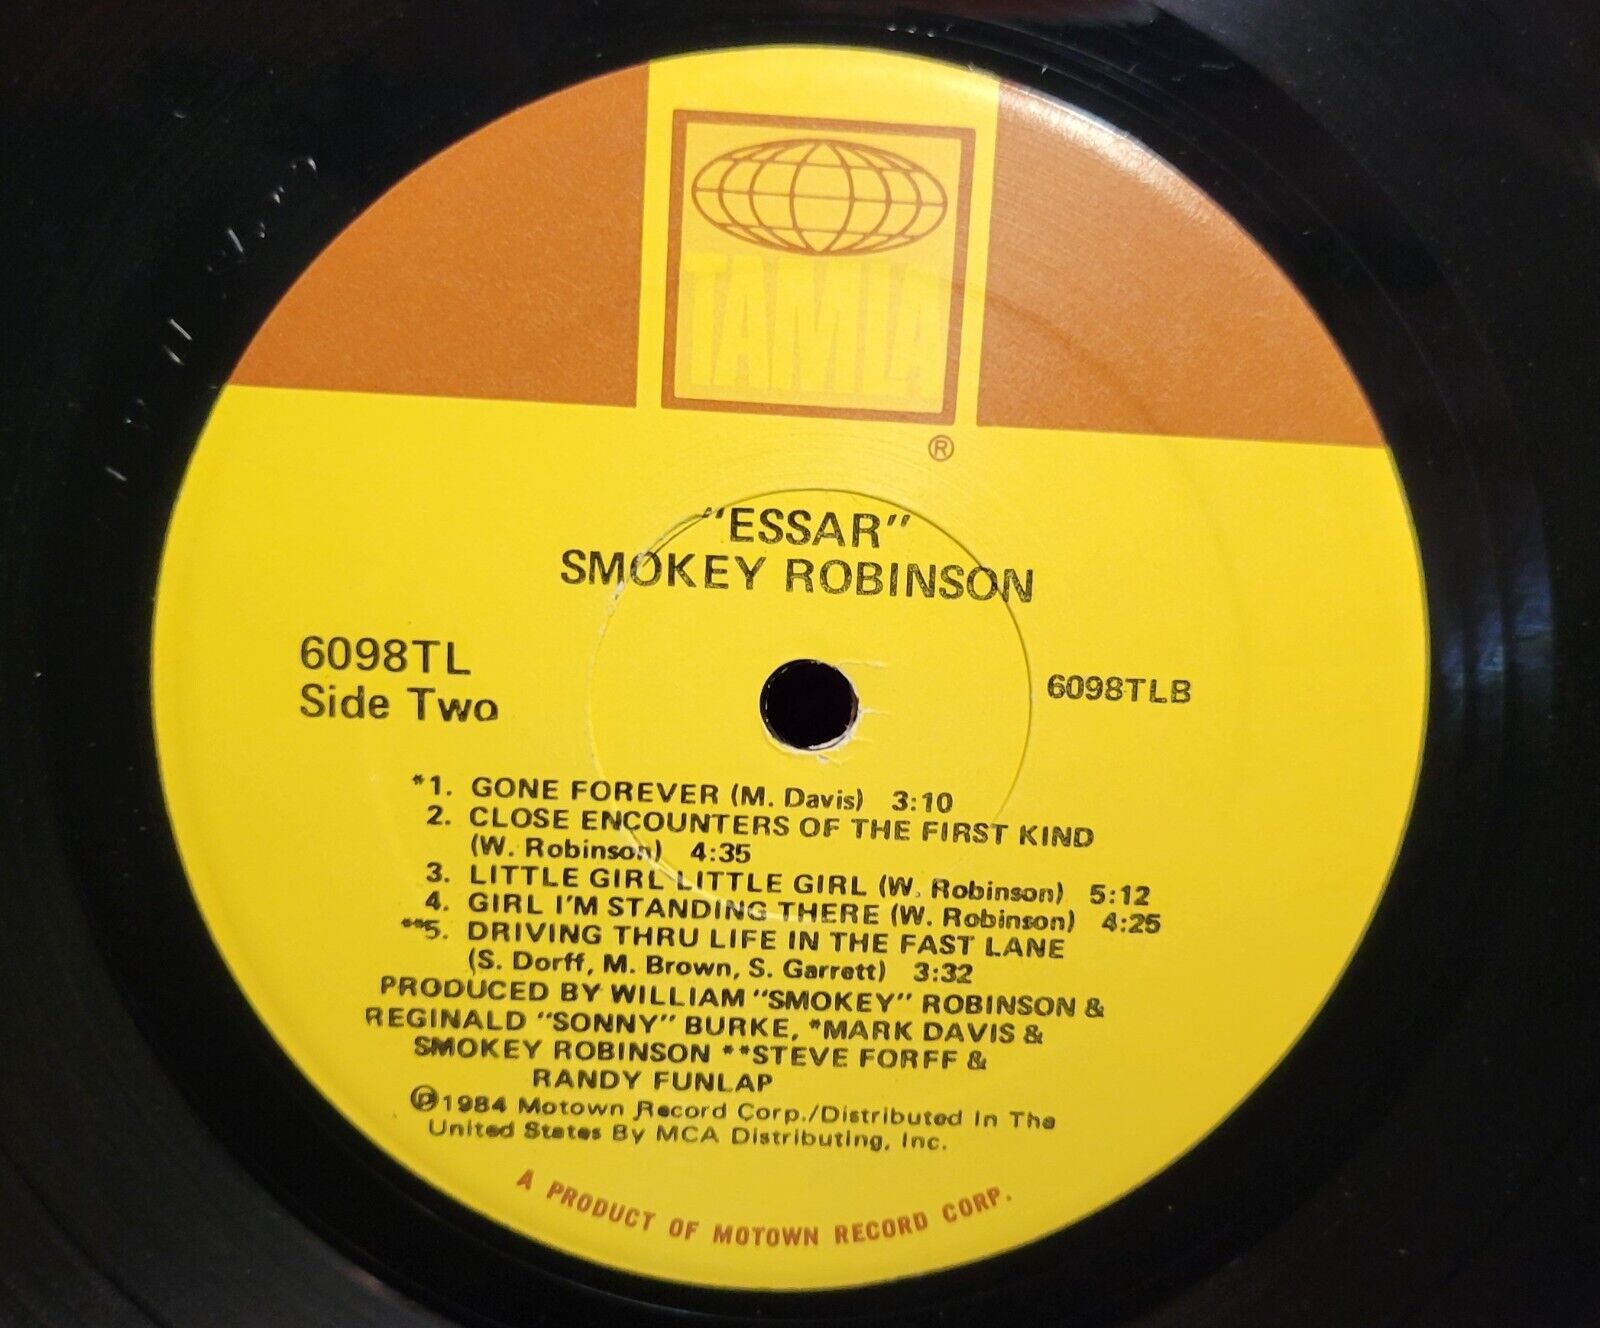 TAMLA
®
"ESSAR"
SMOKEY ROBINSON
6098TL
Side Two
6098TLB
*1. GONE FOREVER (M. Davis) 3:10
2. CLOSE ENCOUNTERS OF THE FIRST KIND
(W. Robinson) 4:35
3. LITTLE GIRL LITTLE GIRL (W. Robinson) 5:12
4. GIRL I'M STANDING THERE (W. Robinson) 4:25
**5. DRIVING THRU LIFE IN THE FAST LANE
(S. Dorff, M. Brown, S. Garrett) 3:32
PRODUCED BY WILLIAM "SMOKEY" ROBINSON &
REGINALD "SONNY" BURKE, *MARK DAVIS &
SMOKEY ROBINSON **STEVE FORFF &
RANDY FUNLAP
℗1984 Motown Record Corp./Distributed In The
United States By MCA Distributing, Inc.
A PRODUCT OF MOTOWN RECORD CORP.